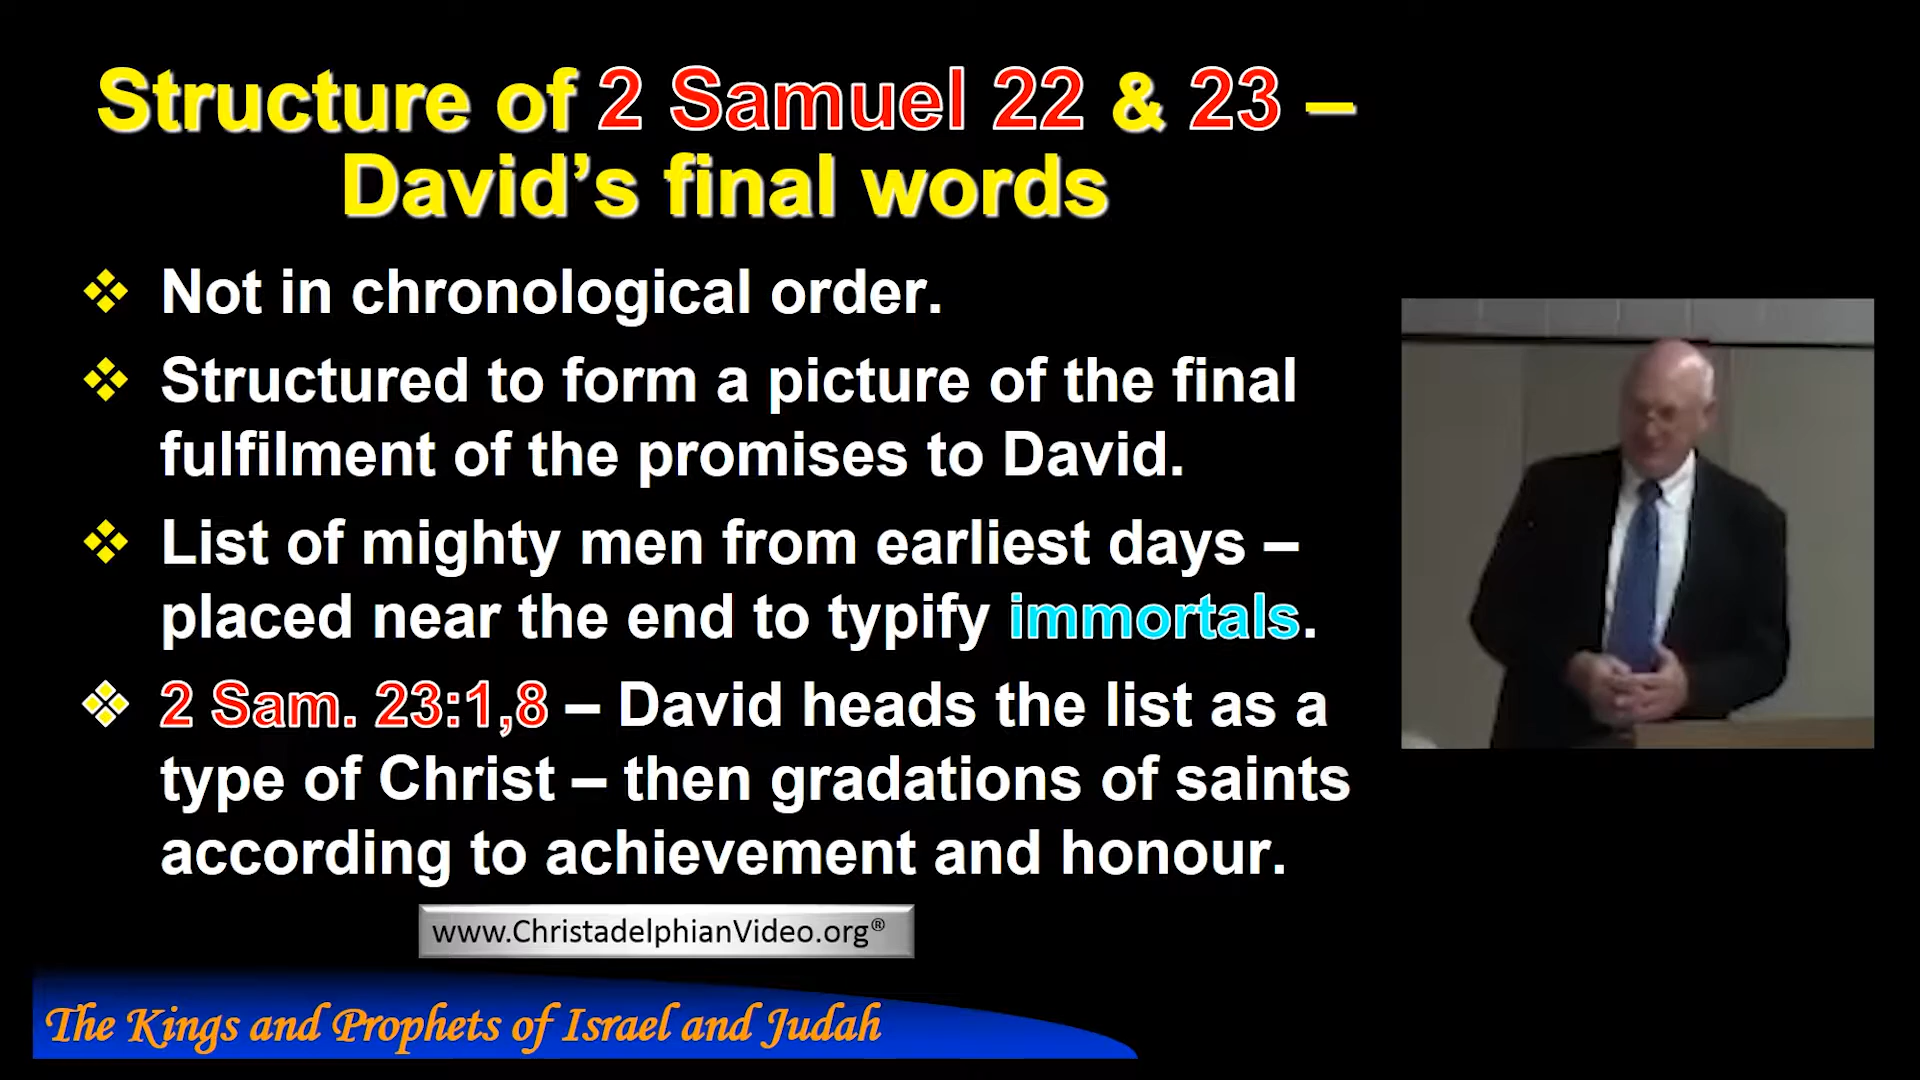 Structure of 2 Samuel 22 & 23 –
David’s final words
❖ Not in chronological order.
❖ Structured to form a picture of the final
fulfilment of the promises to David.
❖ List of mighty men from earliest days –
placed near the end to typify immortals.
❖ 2 Sam. 23:1,8 – David heads the list as a
type of Christ – then gradations of saints
according to achievement and honour.
www.ChristadelphianVideo.org®
The Kings and Prophets of Israel and Judah